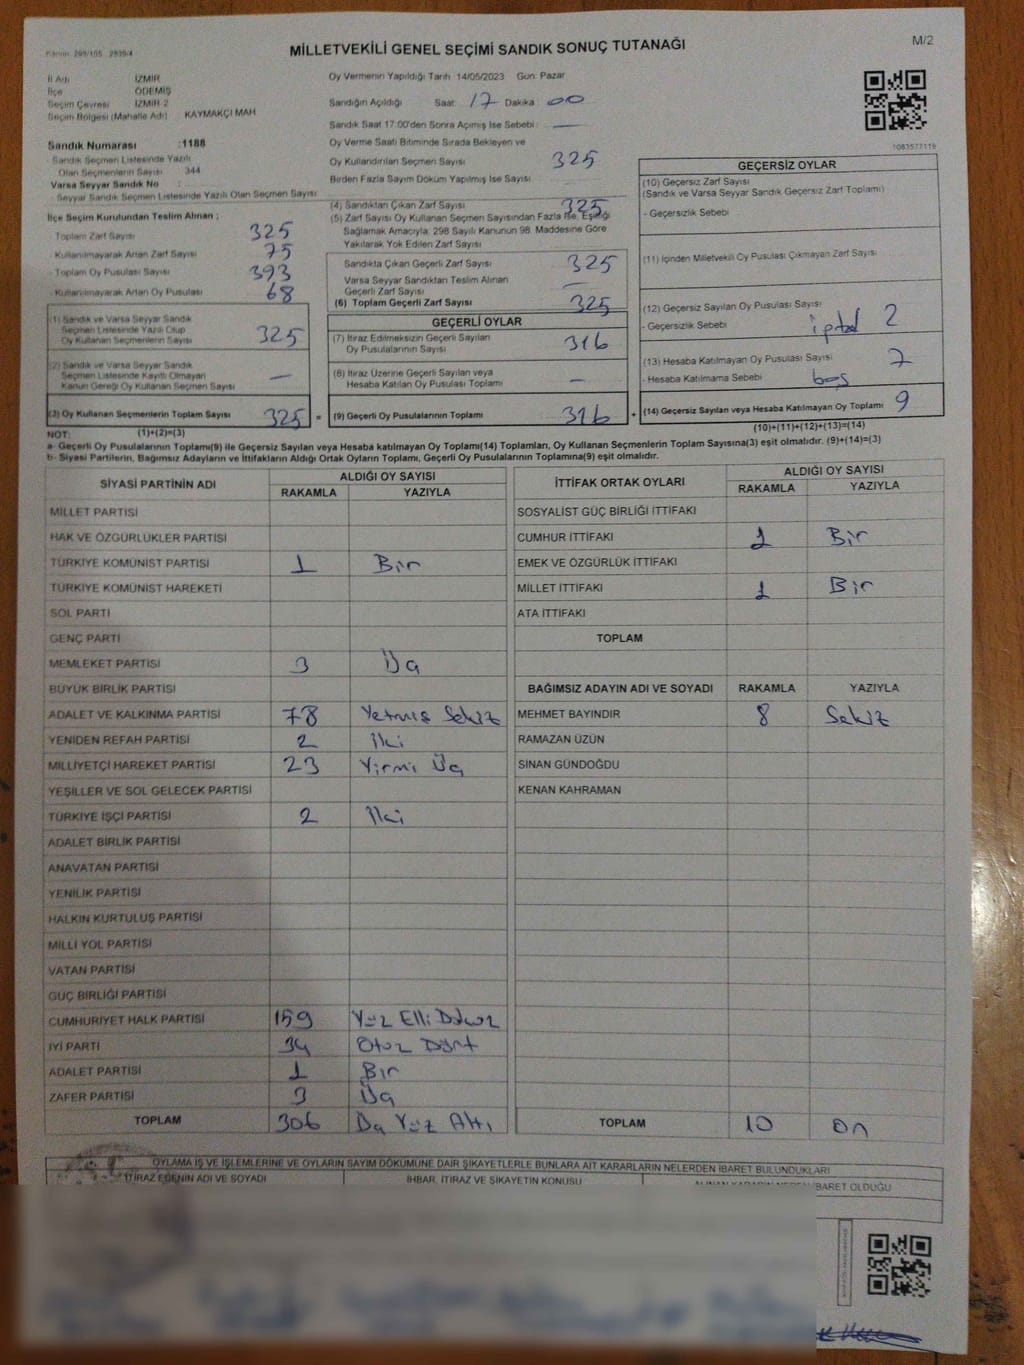 Kanun: 298/105 2839/4
MİLLETVEKİLİ GENEL SEÇİMİ SANDIK SONUÇ TUTANAĞI
M/2
İl Adı İZMİR
İlçe ÖDEMİŞ
Seçim Çevresi İZMİR 2
Seçim Bölgesi (Mahalle Adı) KAYMAKÇI MAH
Sandık Numarası :1188
- Sandık Seçmen Listesinde Yazılı
Olan Seçmenlerin Sayısı : 344
Varsa Seyyar Sandık No :
- Seyyar Sandık Seçmen Listesinde Yazılı Olan Seçmen Sayısı:
İlçe Seçim Kurulundan Teslim Alınan ;
- Toplam Zarf Sayısı 325
- Kullanılmayarak Artan Zarf Sayısı 75
- Toplam Oy Pusulası Sayısı 393
- Kullanılmayarak Artan Oy Pusulası 68
(1) Sandık ve Varsa Seyyar Sandık
Seçmen Listesinde Yazılı Olup
Oy Kullanan Seçmenlerin Sayısı 325
(2) Sandık ve Varsa Seyyar Sandık
Seçmen Listesinde Kayıtlı Olmayan
Kanun Gereği Oy Kullanan Seçmen Sayısı —
(3) Oy Kullanan Seçmenlerin Toplam Sayısı 325 =
(1)+(2)=(3)
Oy Vermenin Yapıldığı Tarih 14/05/2023 Gün: Pazar
Sandığın Açıldığı Saat: 17 Dakika 00
Sandık Saat 17:00'den Sonra Açılmış İse Sebebi : —
Oy Verme Saati Bitiminde Sırada Bekleyen ve
Oy Kullandırılan Seçmen Sayısı 325
Birden Fazla Sayım Döküm Yapılmış İse Sayısı
(4) Sandıktan Çıkan Zarf Sayısı 325
(5) Zarf Sayısı Oy Kullanan Seçmen Sayısından Fazla İse, Eşitliği
Sağlamak Amacıyla; 298 Sayılı Kanunun 98. Maddesine Göre
Yakılarak Yok Edilen Zarf Sayısı
Sandıkta Çıkan Geçerli Zarf Sayısı 325
Varsa Seyyar Sandıktan Teslim Alınan
Geçerli Zarf Sayısı —
(6) Toplam Geçerli Zarf Sayısı 325
GEÇERLİ OYLAR
(7) İtiraz Edilmeksizin Geçerli Sayılan
Oy Pusulalarının Sayısı 316
(8) İtiraz Üzerine Geçerli Sayılan veya
Hesaba Katılan Oy Pusulası Toplamı —
(9) Geçerli Oy Pusulalarının Toplamı 316 +
1083577119
GEÇERSİZ OYLAR
(10) Geçersiz Zarf Sayısı
(Sandık ve Varsa Seyyar Sandık Geçersiz Zarf Toplamı)
- Geçersizlik Sebebi
(11) İçinden Milletvekili Oy Pusulası Çıkmayan Zarf Sayısı
(12) Geçersiz Sayılan Oy Pusulası Sayısı 2
- Geçersizlik Sebebi iptal
(13) Hesaba Katılmayan Oy Pusulası Sayısı 7
- Hesaba Katılmama Sebebi boş
(14) Geçersiz Sayılan veya Hesaba Katılmayan Oy Toplamı 9
(10)+(11)+(12)+(13)=(14)
NOT:
a- Geçerli Oy Pusulaları Toplamı(9) ile Geçersiz Sayılan veya Hesaba katılmayan Oy Toplamı(14) Toplamları, Oy Kullanan Seçmenlerin Toplam Sayısına(3) eşit olmalıdır. (9)+(14)=(3)
b- Siyasi Partilerin, Bağımsız Adayların ve İttifakların Aldığı Ortak Oyların Toplamı, Geçerli Oy Pusulalarının Toplamına(9) eşit olmalıdır.
SİYASİ PARTİNİN ADI ALDIĞI OY SAYISI
RAKAMLA YAZIYLA
MİLLET PARTİSİ
HAK VE ÖZGÜRLÜKLER PARTİSİ
TÜRKİYE KOMÜNİST PARTİSİ 1 Bir
TÜRKİYE KOMÜNİST HAREKETİ
SOL PARTİ
GENÇ PARTİ
MEMLEKET PARTİSİ 3 Üç
BÜYÜK BİRLİK PARTİSİ
ADALET VE KALKINMA PARTİSİ 78 Yetmiş Sekiz
YENİDEN REFAH PARTİSİ 2 İki
MİLLİYETÇİ HAREKET PARTİSİ 23 Yirmi Üç
YEŞİLLER VE SOL GELECEK PARTİSİ
TÜRKİYE İŞÇİ PARTİSİ 2 İki
ADALET BİRLİK PARTİSİ
ANAVATAN PARTİSİ
YENİLİK PARTİSİ
HALKIN KURTULUŞ PARTİSİ
MİLLİ YOL PARTİSİ
VATAN PARTİSİ
GÜÇ BİRLİĞİ PARTİSİ
CUMHURİYET HALK PARTİSİ 159 Yüz Elli Dokuz
İYİ PARTİ 34 Otuz Dört
ADALET PARTİSİ 1 Bir
ZAFER PARTİSİ 3 Üç
TOPLAM 306 Üç Yüz Altı
İTTİFAK ORTAK OYLARI ALDIĞI OY SAYISI
RAKAMLA YAZIYLA
SOSYALİST GÜÇ BİRLİĞİ İTTİFAKI
CUMHUR İTTİFAKI 1 Bir
EMEK VE ÖZGÜRLÜK İTTİFAKI
MİLLET İTTİFAKI 1 Bir
ATA İTTİFAKI
TOPLAM
BAĞIMSIZ ADAYIN ADI VE SOYADI RAKAMLA YAZIYLA
MEHMET BAYINDIR 8 Sekiz
RAMAZAN ÜZÜN
SİNAN GÜNDOĞDU
KENAN KAHRAMAN
TOPLAM 10 On
OYLAMA İŞ VE İŞLEMLERİNE VE OYLARIN SAYIM DÖKÜMÜNE DAİR ŞİKAYETLERLE BUNLARA AİT KARARLARIN NELERDEN İBARET BULUNDUKLARI
İTİRAZ EDENİN ADI VE SOYADI İHBAR, İTİRAZ VE ŞİKAYETİN KONUSU ALINAN KARARIN NEDEN İBARET OLDUĞU